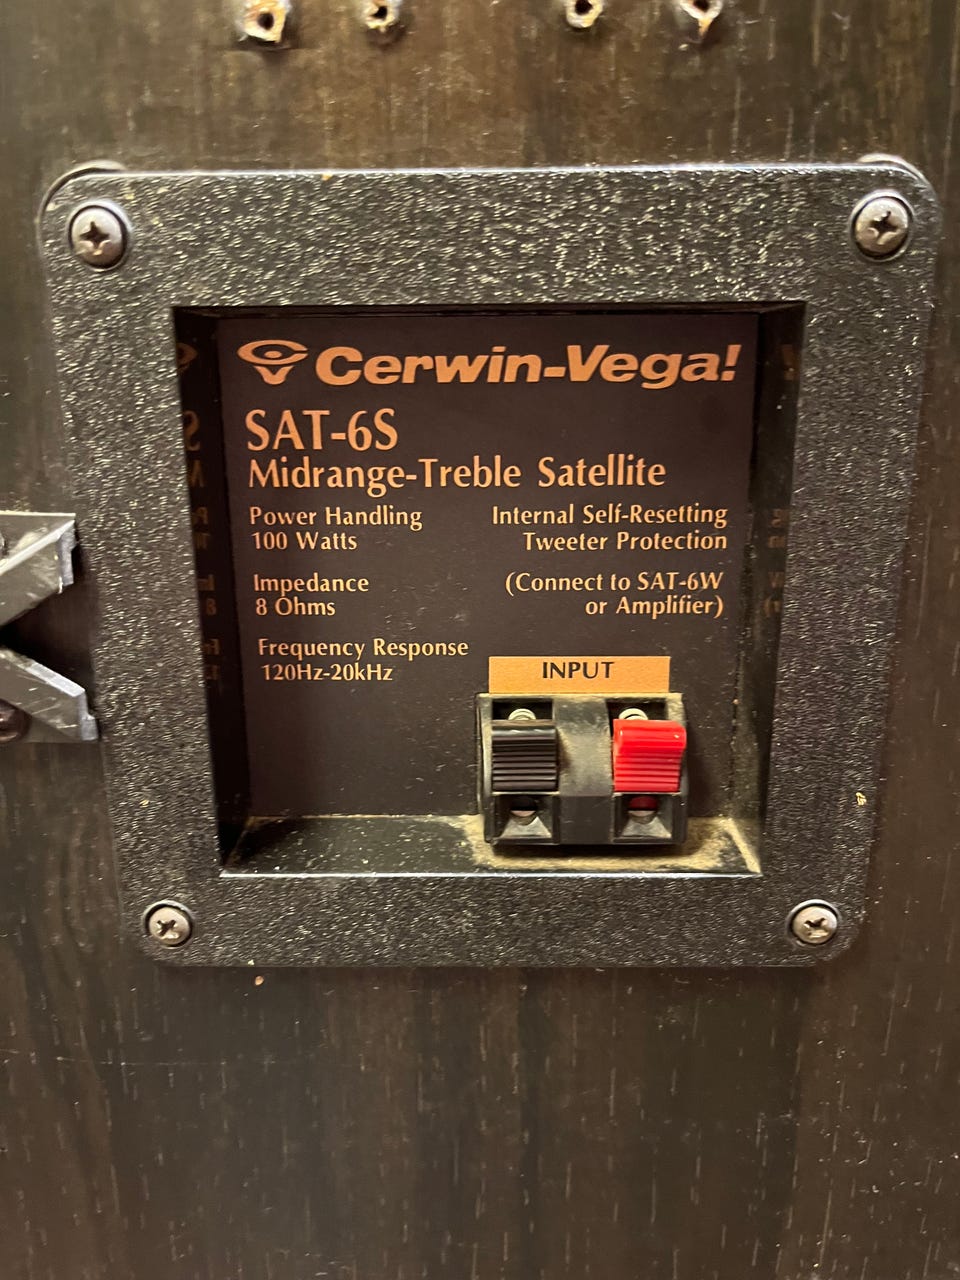 Cerwin-Vega!
SAT-6S
Midrange-Treble Satellite
Power Handling
100 Watts
Internal Self-Resetting
Tweeter Protection
Impedance
8 Ohms
(Connect to SAT-6W
or Amplifier)
Frequency Response
120Hz-20kHz
INPUT